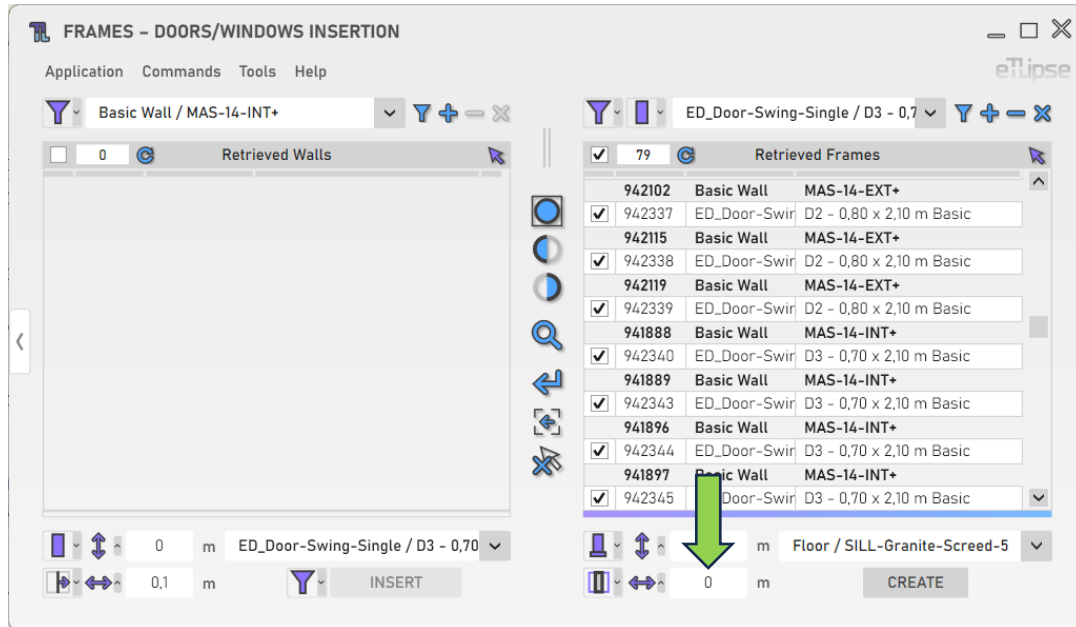 FRAMES – DOORS/WINDOWS INSERTION
Application Commands Tools Help
eTLipse
Basic Wall / MAS-14-INT+
0 Retrieved Walls
0 m ED_Door-Swing-Single / D3 - 0,70
0,1 m INSERT
ED_Door-Swing-Single / D3 - 0,7
79 Retrieved Frames
942102 Basic Wall MAS-14-EXT+
942337 ED_Door-Swin D2 - 0,80 x 2,10 m Basic
942115 Basic Wall MAS-14-EXT+
942338 ED_Door-Swin D2 - 0,80 x 2,10 m Basic
942119 Basic Wall MAS-14-EXT+
942339 ED_Door-Swin D2 - 0,80 x 2,10 m Basic
941888 Basic Wall MAS-14-INT+
942340 ED_Door-Swin D3 - 0,70 x 2,10 m Basic
941889 Basic Wall MAS-14-INT+
942343 ED_Door-Swin D3 - 0,70 x 2,10 m Basic
941896 Basic Wall MAS-14-INT+
942344 ED_Door-Swin D3 - 0,70 x 2,10 m Basic
941897 Basic Wall MAS-14-INT+
942345 Door-Swin D3 - 0,70 x 2,10 m Basic
m Floor / SILL-Granite-Screed-5
0 m CREATE